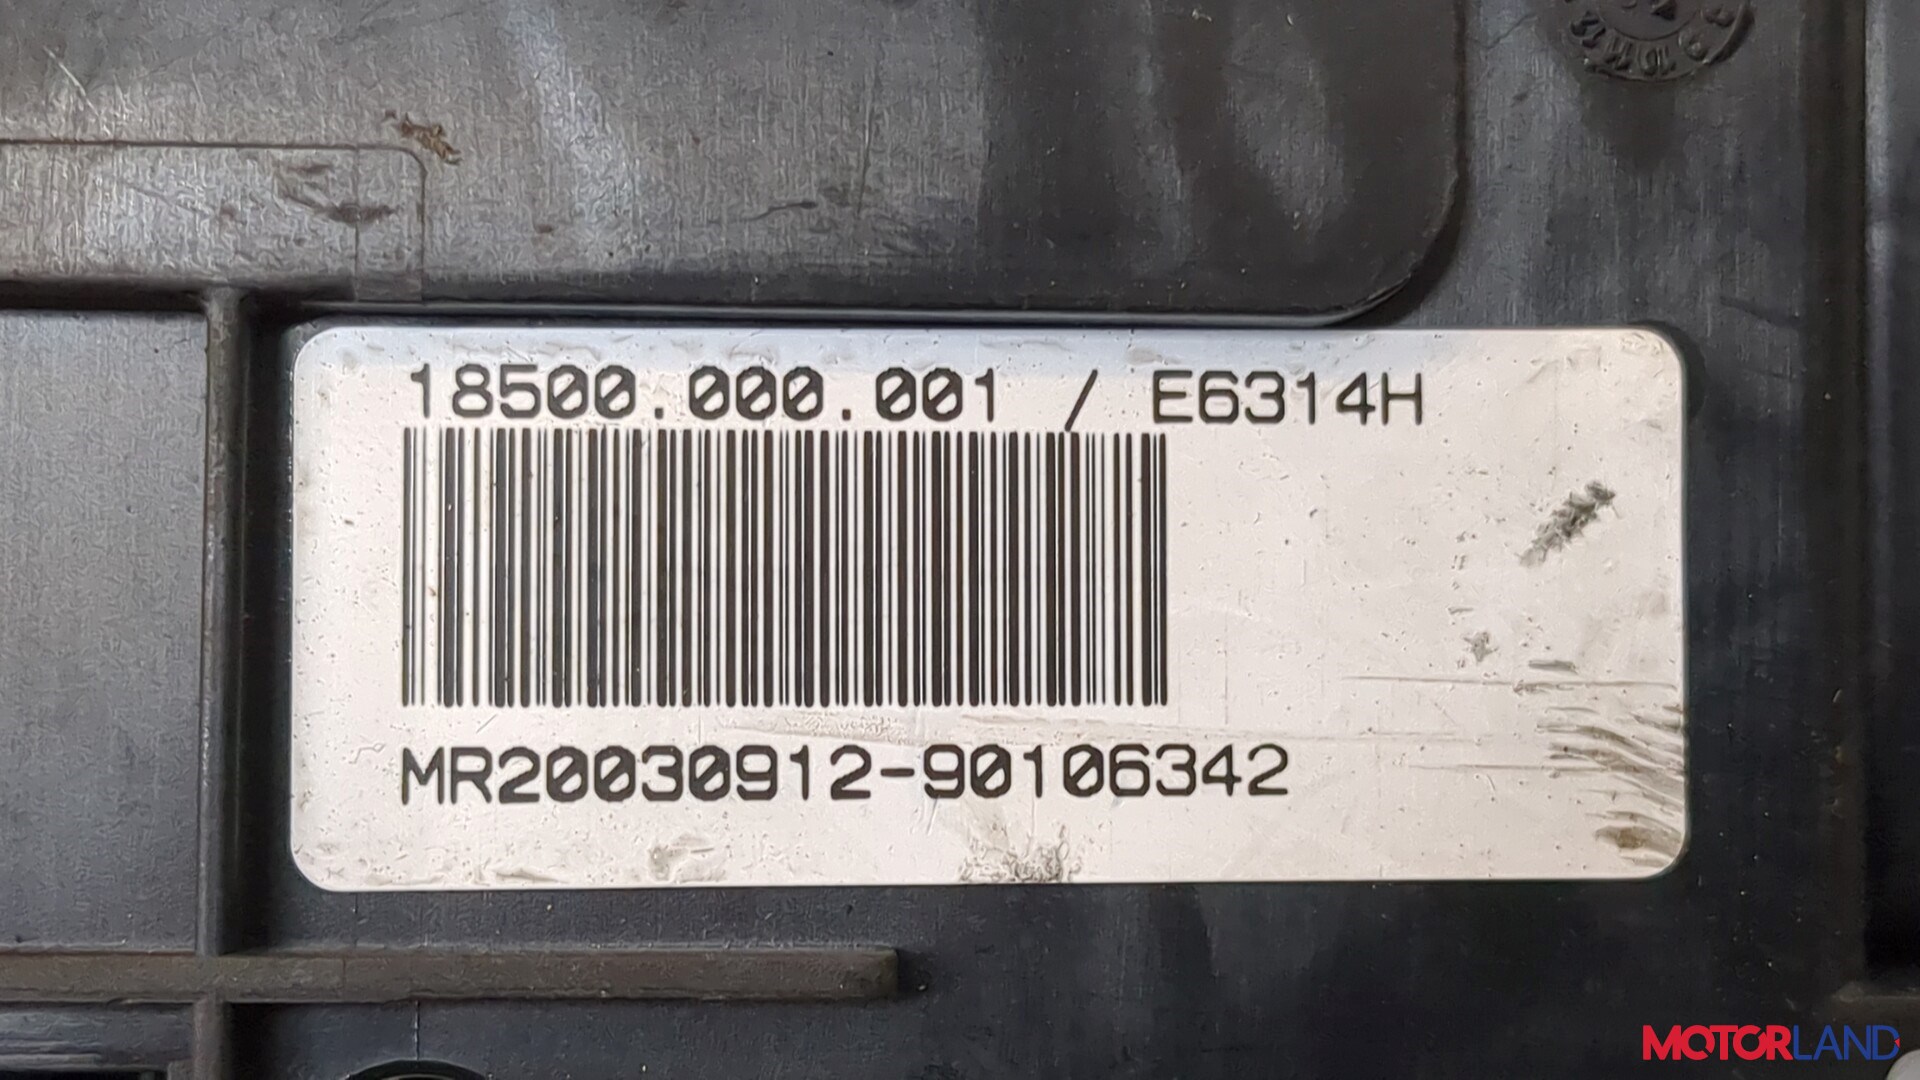 18500.000.001 / E6314H
MR20030912-90106342
MOTORLAND